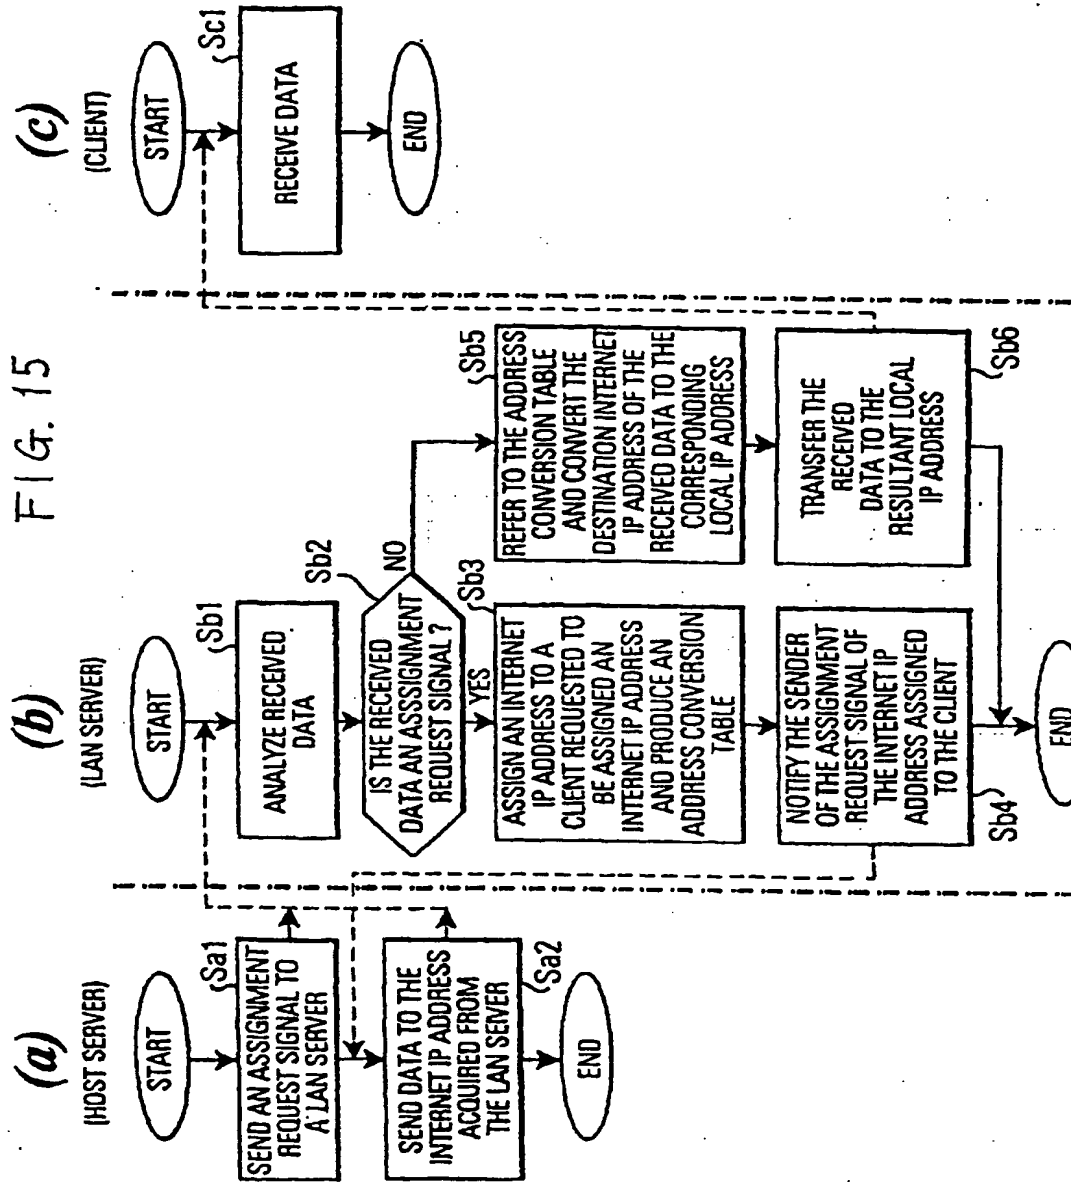 FIG. 15
(a)
(HOST SERVER)
START
Sa1
SEND AN ASSIGNMENT
REQUEST SIGNAL TO
A LAN SERVER
SEND DATA TO THE
INTERNET IP ADDRESS
ACQUIRED FROM
THE LAN SEIVER
Sa2
END
(b)
(LAN SERVER)
START
Sb1
ANALYZE RECEIVED
DATA
Sb2
IS THE RECEIVED
DATA AN ASSIGNMENT
REQUEST SIGNAL?
NO
YES
Sb3
ASSIGN AN INTERNET
IP ADDRESS TO A
CLIENT REQUESTED TO
BE ASSIGNED AN
INTERNET IP ADDRESS
AND PRODUCE AN
ADDRESS CONVERSION
TABLE
NOTIFY THE SENDER
OF THE ASSIGNMENT
REQUEST SIGNAL OF
THE INTERNET IP
ADDRESS ASSIGNED
TO THE CLIENT
Sb4
Sb5
REFER TO THE ADDRESS
CONVERSION TABLE
AND CONVERT THE
DESTINATION INTERNET
IP ADDRESS OF THE
RECEIVED DATA TO THE
CORRESPONDING
LOCAL IP ADDRESS
TRANSFER THE
RECEIVED
DATA TO THE
RESULTANT LOCAL
IP ADDRESS
Sb6
END
(c)
(CLIENT)
START
Sc1
RECEIVE DATA
END